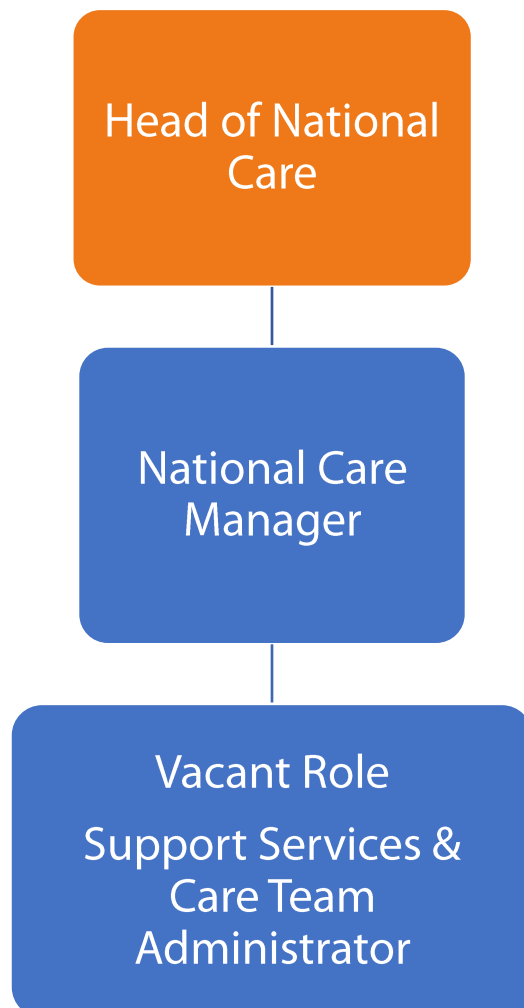 Head of National
Care
National Care
Manager
Vacant Role
Support Services &
Care Team
Administrator